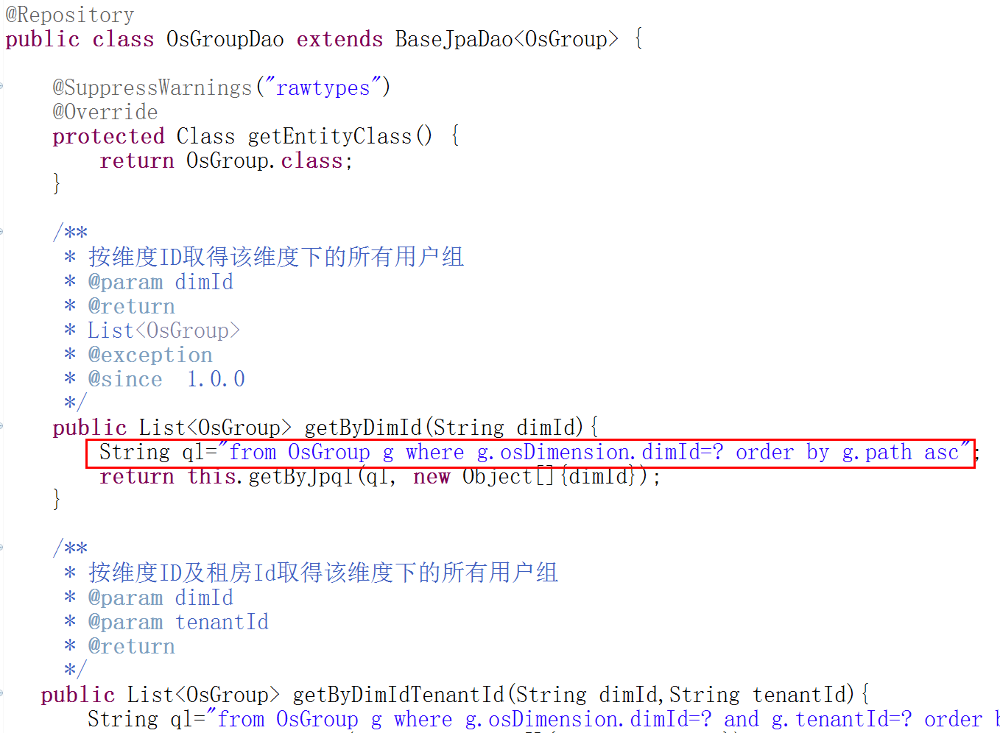 @Repository
public class OsGroupDao extends BaseJpaDao<OsGroup> {
@SuppressWarnings("rawtypes")
@Override
protected Class getEntityClass() {
return OsGroup.class;
}
/**
* 按维度ID取得该维度下的所有用户组
* @param dimId
* @return
* List<OsGroup>
* @exception
* @since  1.0.0
*/
public List<OsGroup> getByDimId(String dimId){
String ql="from OsGroup g where g.osDimension.dimId=? order by g.path asc";
return this.getByJpql(ql, new Object[]{dimId});
}
/**
* 按维度ID及租房Id取得该维度下的所有用户组
* @param dimId
* @param tenantId
* @return
*/
public List<OsGroup> getByDimIdTenantId(String dimId,String tenantId){
String ql="from OsGroup g where g.osDimension.dimId=? and g.tenantId=? order